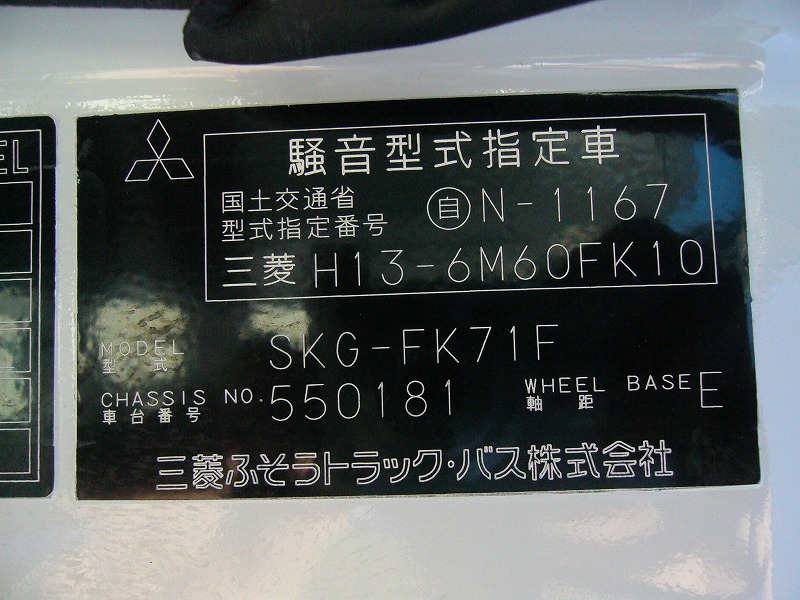 EL
騒音型式指定車
国土交通省
型式指定番号 自N-1167
三菱 H13-6M60FK10
MODEL
型式 SKG-FK71F
CHASSIS NO. 550181 WHEEL BASE E
車台番号 軸距
三菱ふそうトラック・バス株式会社